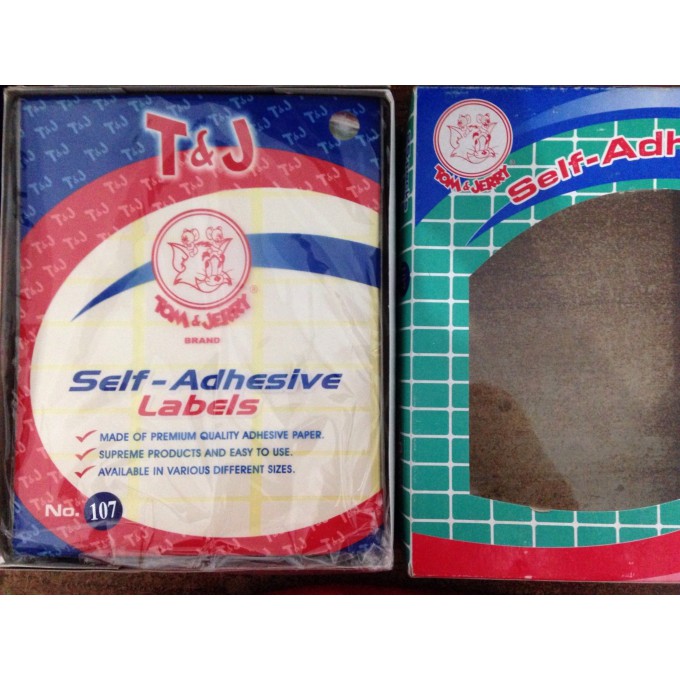 T&J
TOM & JERRY
®
BRAND
Self-Adhesive
Labels
MADE OF PREMIUM QUALITY ADHESIVE PAPER.
SUPREME PRODUCTS AND EASY TO USE.
AVAILABLE IN VARIOUS DIFFERENT SIZES.
No. 107
TOM & JERRY
®
Self-Adh